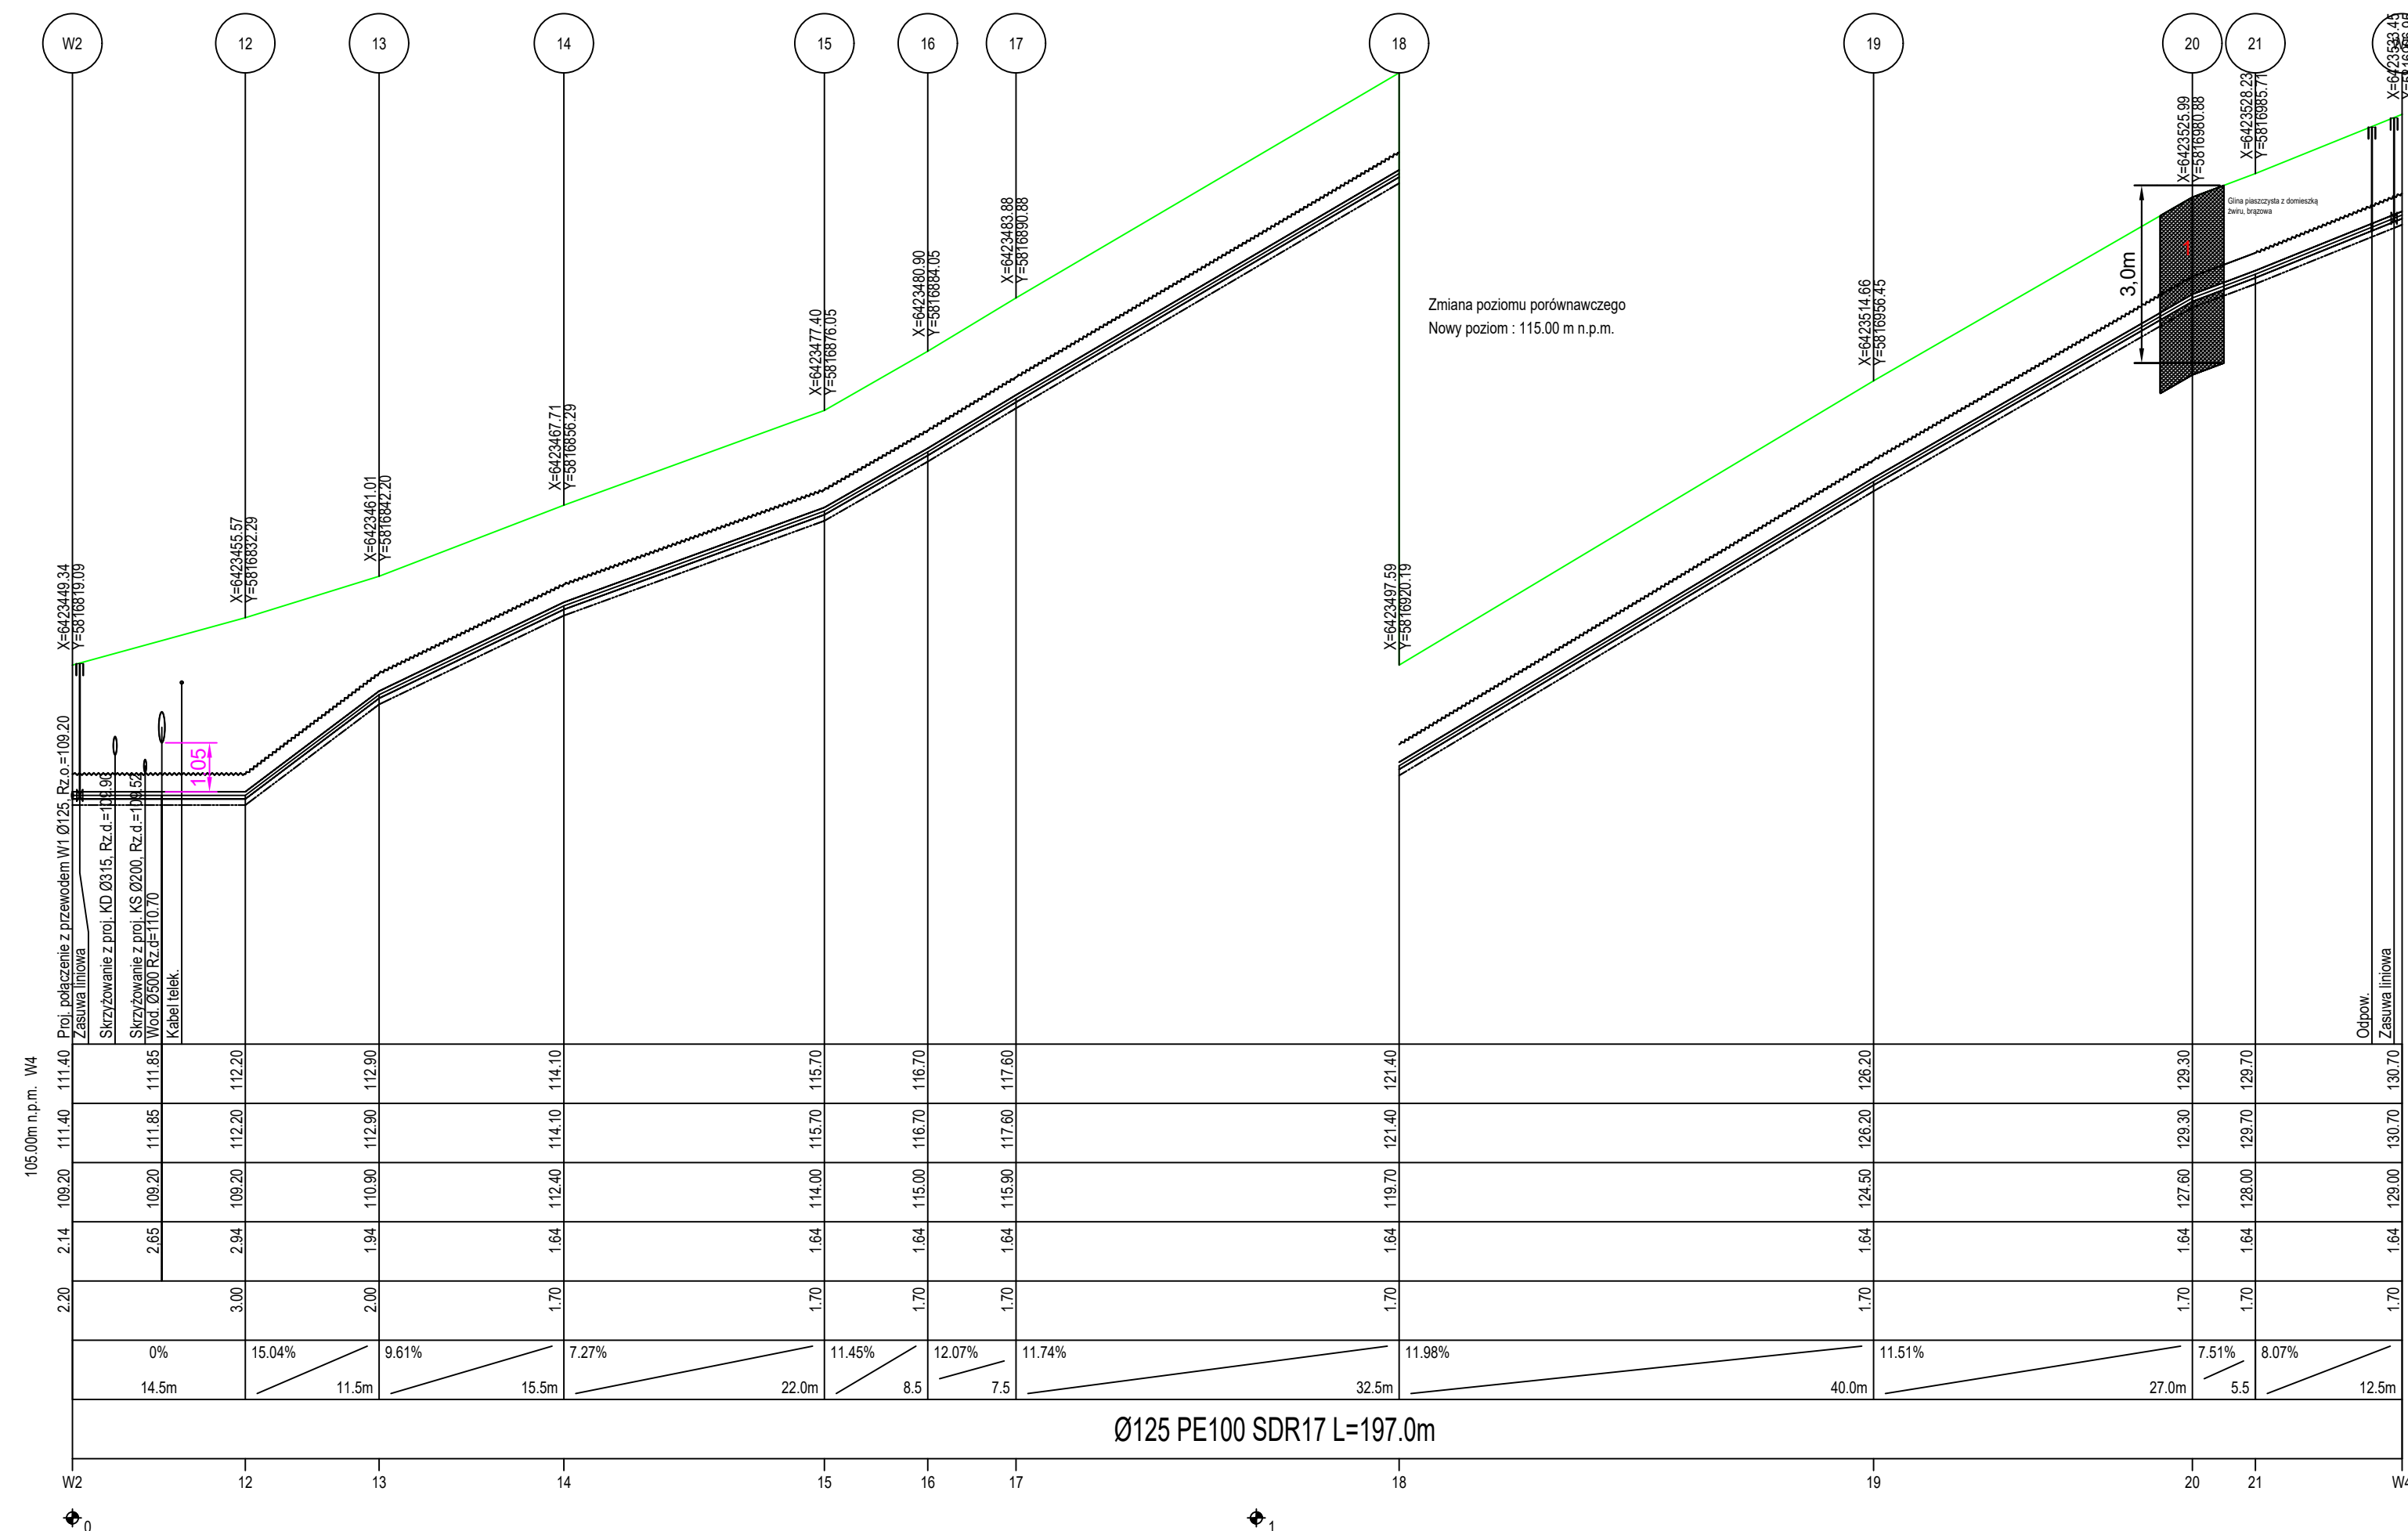 W2 12 13 14 15 16 17 18 19 20 21
X=6423449.34
Y=5816819.09
X=6423455.57
Y=5816832.29
X=6423461.01
Y=5816842.20
X=6423467.71
Y=5816856.29
X=6423477.40
Y=5816876.05
X=6423480.90
Y=5816884.05
X=6423483.88
Y=5816890.88
X=6423497.59
Y=5816920.19
X=6423514.66
Y=5816956.45
X=6423525.99
Y=5816980.88
X=6423528.23
Y=5816985.71
X=6423533.45
Zmiana poziomu porównawczego
Nowy poziom : 115.00 m n.p.m.
3,0m
1
Glina piaszczysta z domieszką
żwiru, brązowa
1.05
Proj. połączenie z przewodem W1 Ø125, Rz.o.=109.20
Zasuwa liniowa
Skrzyżowanie z proj. KD Ø315, Rz.d.=109.90
Skrzyżowanie z proj. KS Ø200, Rz.d.=109.52
Wod. Ø500 Rz.d=110.70
Kabel telek.
Odpow.
Zasuwa liniowa
105.00m n.p.m. W4
111.40 111.85 112.20 112.90 114.10 115.70 116.70 117.60 121.40 126.20 129.30 129.70 130.70
111.40 111.85 112.20 112.90 114.10 115.70 116.70 117.60 121.40 126.20 129.30 129.70 130.70
109.20 109.20 109.20 110.90 112.40 114.00 115.00 115.90 119.70 124.50 127.60 128.00 129.00
2.14 2,65 2.94 1.94 1.64 1.64 1.64 1.64 1.64 1.64 1.64 1.64 1.64
2.20 3.00 2.00 1.70 1.70 1.70 1.70 1.70 1.70 1.70 1.70 1.70
0% 15.04% 9.61% 7.27% 11.45% 12.07% 11.74% 11.98% 11.51% 7.51% 8.07%
14.5m 11.5m 15.5m 22.0m 8.5 7.5 32.5m 40.0m 27.0m 5.5 12.5m
Ø125 PE100 SDR17 L=197.0m
W2 12 13 14 15 16 17 18 19 20 21 W4
0 1